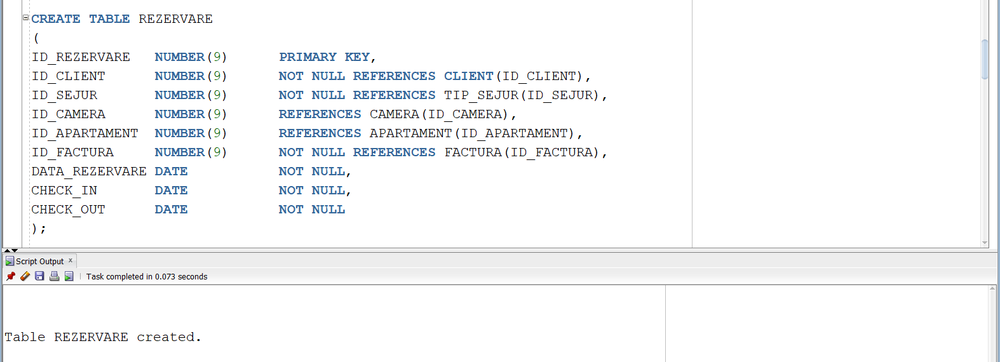 CREATE TABLE REZERVARE
(
ID_REZERVARE NUMBER(9) PRIMARY KEY,
ID_CLIENT NUMBER(9) NOT NULL REFERENCES CLIENT(ID_CLIENT),
ID_SEJUR NUMBER(9) NOT NULL REFERENCES TIP_SEJUR(ID_SEJUR),
ID_CAMERA NUMBER(9) REFERENCES CAMERA(ID_CAMERA),
ID_APARTAMENT NUMBER(9) REFERENCES APARTAMENT(ID_APARTAMENT),
ID_FACTURA NUMBER(9) NOT NULL REFERENCES FACTURA(ID_FACTURA),
DATA_REZERVARE DATE NOT NULL,
CHECK_IN DATE NOT NULL,
CHECK_OUT DATE NOT NULL
);
Script Output x
Task completed in 0.073 seconds
Table REZERVARE created.